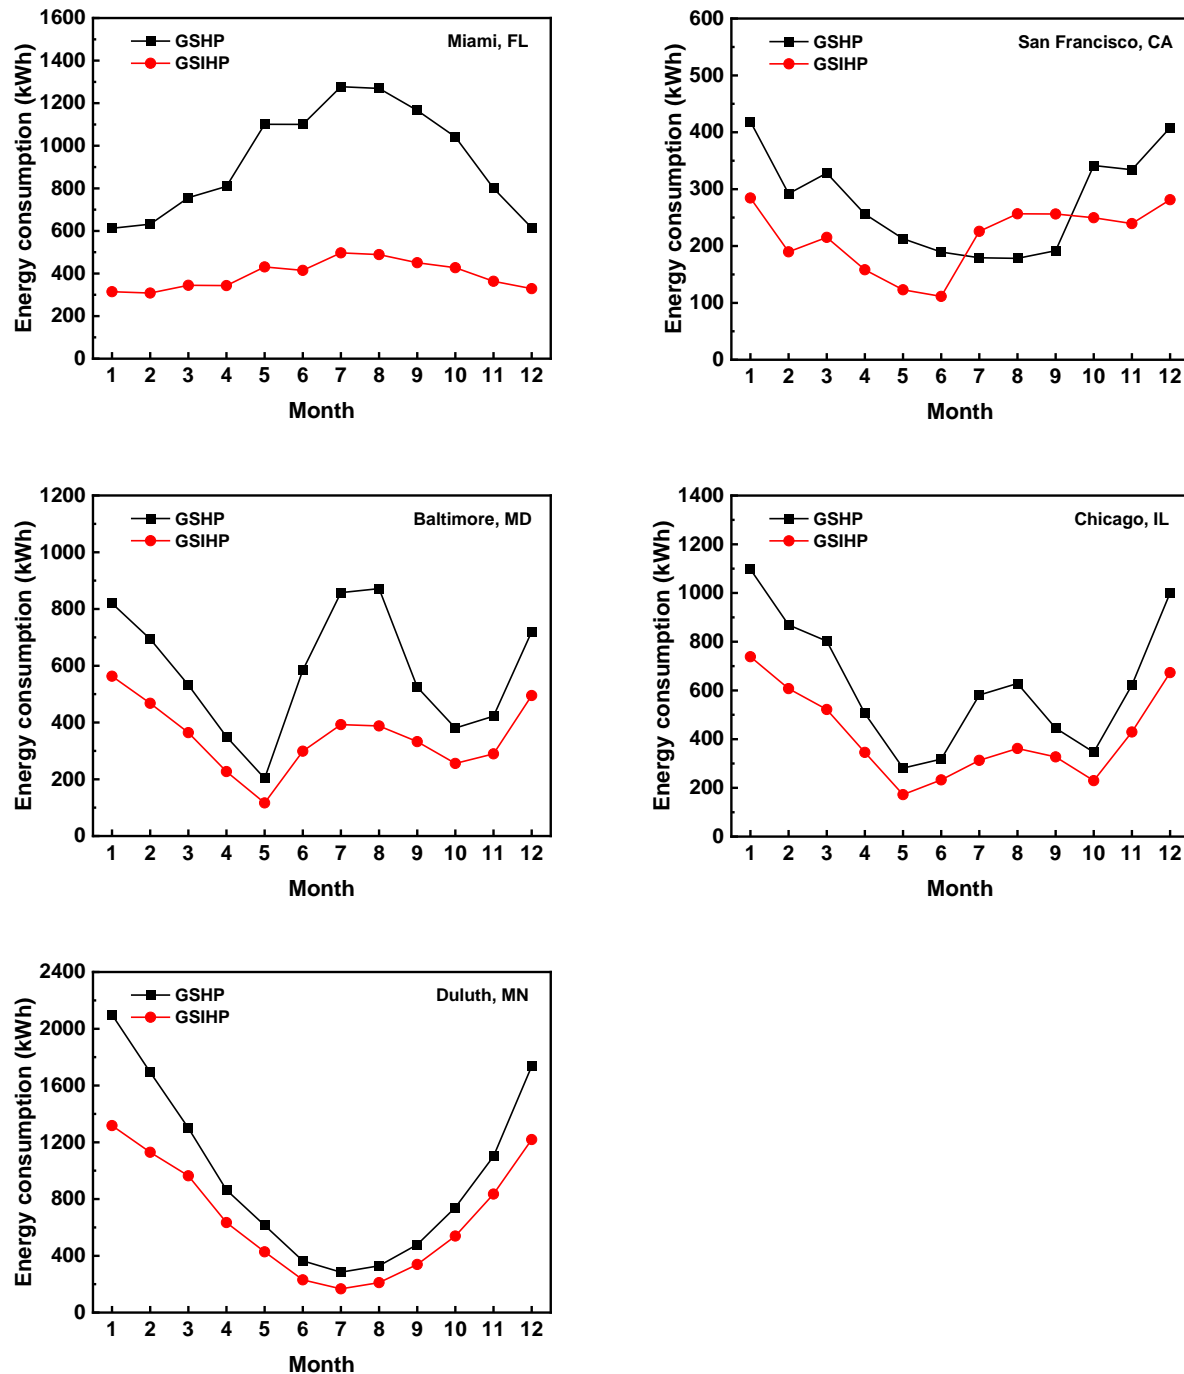 Energy consumption (kWh)
1600
1400
1200
1000
800
600
400
200
0
GSHP
GSIHP
Miami, FL
1 2 3 4 5 6 7 8 9 10 11 12
Month
Energy consumption (kWh)
600
500
400
300
200
100
0
GSHP
GSIHP
San Francisco, CA
1 2 3 4 5 6 7 8 9 10 11 12
Month
Energy consumption (kWh)
1200
1000
800
600
400
200
0
GSHP
GSIHP
Baltimore, MD
1 2 3 4 5 6 7 8 9 10 11 12
Month
Energy consumption (kWh)
1400
1200
1000
800
600
400
200
0
GSHP
GSIHP
Chicago, IL
1 2 3 4 5 6 7 8 9 10 11 12
Month
Energy consumption (kWh)
2400
2000
1600
1200
800
400
0
GSHP
GSIHP
Duluth, MN
1 2 3 4 5 6 7 8 9 10 11 12
Month